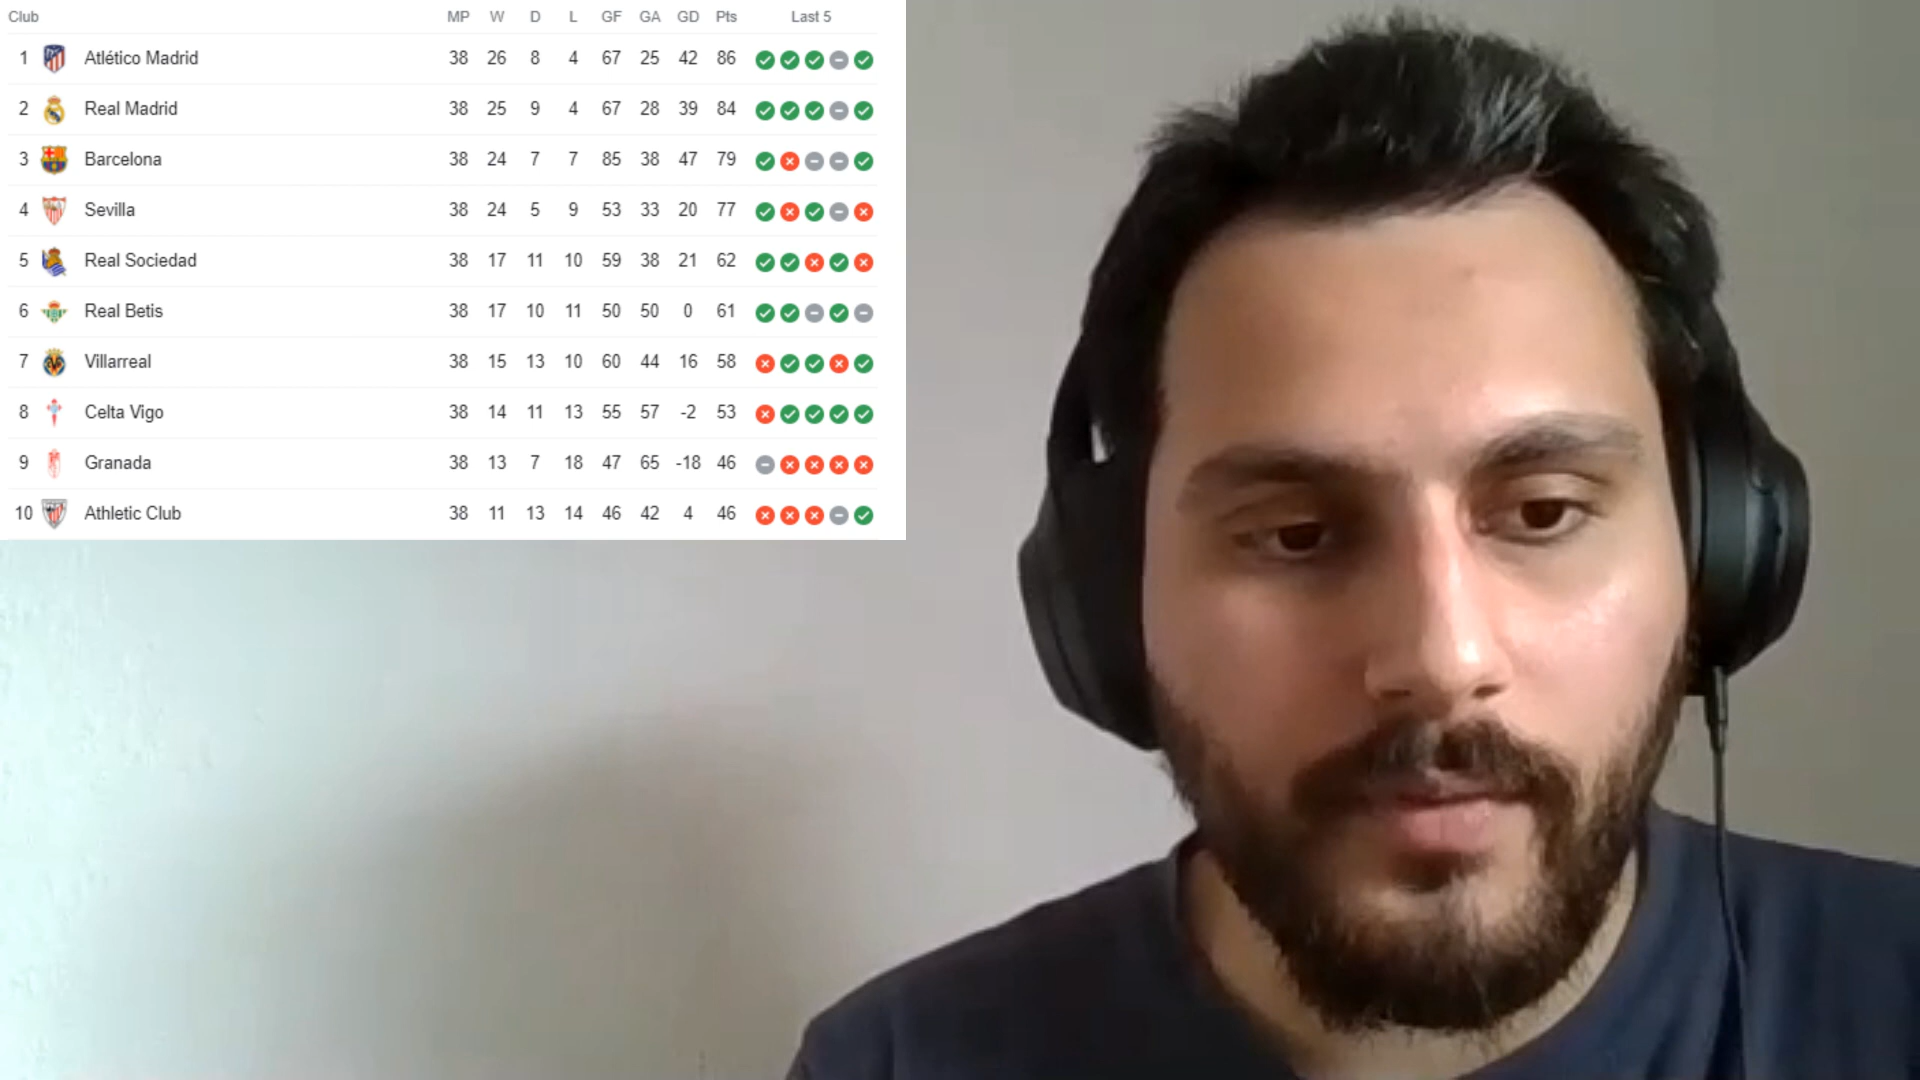 Club MP W D L GF GA GD Pts Last 5
1 Atlético Madrid 38 26 8 4 67 25 42 86
2 Real Madrid 38 25 9 4 67 28 39 84
3 Barcelona 38 24 7 7 85 38 47 79
4 Sevilla 38 24 5 9 53 33 20 77
5 Real Sociedad 38 17 11 10 59 38 21 62
6 Real Betis 38 17 10 11 50 50 0 61
7 Villarreal 38 15 13 10 60 44 16 58
8 Celta Vigo 38 14 11 13 55 57 -2 53
9 Granada 38 13 7 18 47 65 -18 46
10 Athletic Club 38 11 13 14 46 42 4 46